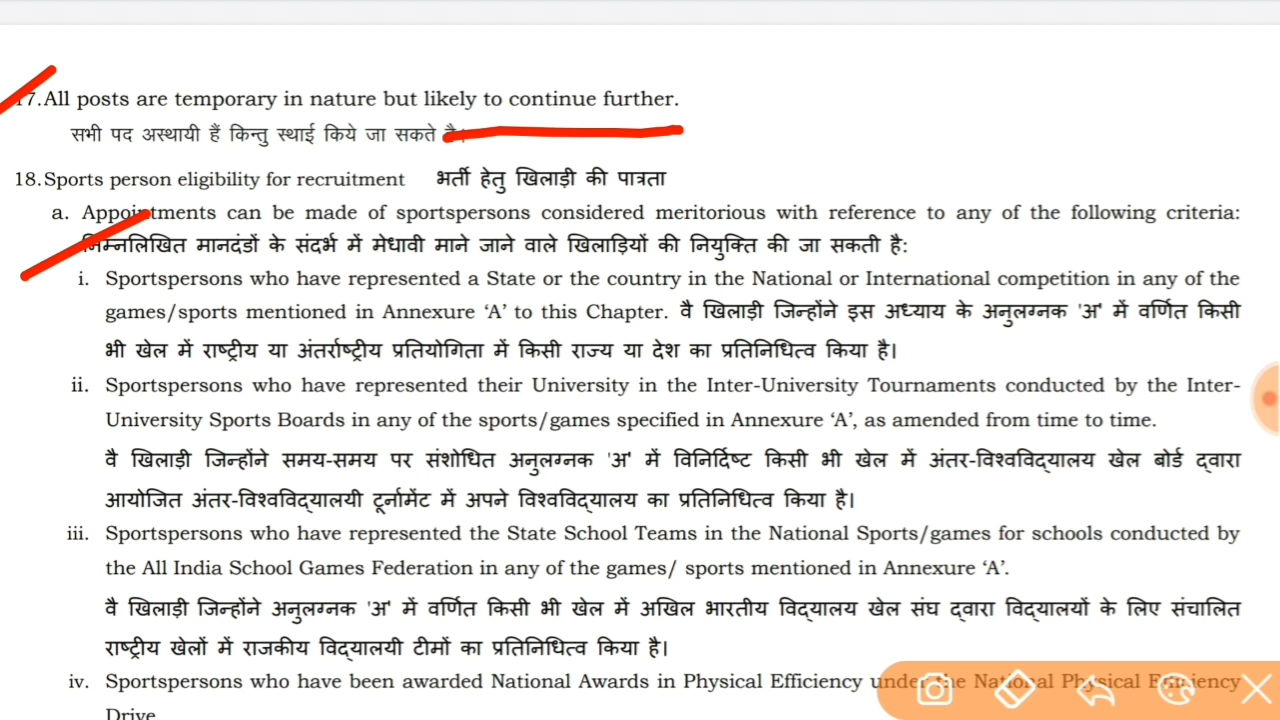 17.All posts are temporary in nature but likely to continue further.
सभी पद अस्थायी हैं किन्तु स्थाई किये जा सकते है।
18.Sports person eligibility for recruitment भर्ती हेतु खिलाड़ी की पात्रता
a. Appointments can be made of sportspersons considered meritorious with reference to any of the following criteria:
निम्नलिखित मानदंडों के संदर्भ में मेधावी माने जाने वाले खिलाड़ियों की नियुक्ति की जा सकती है:
i. Sportspersons who have represented a State or the country in the National or International competition in any of the
games/sports mentioned in Annexure ‘A’ to this Chapter. वै खिलाड़ी जिन्होंने इस अध्याय के अनुलग्नक 'अ' में वर्णित किसी
भी खेल में राष्ट्रीय या अंतर्राष्ट्रीय प्रतियोगिता में किसी राज्य या देश का प्रतिनिधित्व किया है।
ii. Sportspersons who have represented their University in the Inter-University Tournaments conducted by the Inter-
University Sports Boards in any of the sports/games specified in Annexure ‘A’, as amended from time to time.
वै खिलाड़ी जिन्होंने समय-समय पर संशोधित अनुलग्नक 'अ' में विनिर्दिष्ट किसी भी खेल में अंतर-विश्वविद्यालय खेल बोर्ड द्वारा
आयोजित अंतर-विश्वविद्यालयी टूर्नामेंट में अपने विश्वविद्यालय का प्रतिनिधित्व किया है।
iii. Sportspersons who have represented the State School Teams in the National Sports/games for schools conducted by
the All India School Games Federation in any of the games/ sports mentioned in Annexure ‘A’.
वै खिलाड़ी जिन्होंने अनुलग्नक 'अ' में वर्णित किसी भी खेल में अखिल भारतीय विद्यालय खेल संघ द्वारा विद्यालयों के लिए संचालित
राष्ट्रीय खेलों में राजकीय विद्यालयी टीमों का प्रतिनिधित्व किया है।
iv. Sportspersons who have been awarded National Awards in Physical Efficiency under the National Physical Efficiency
Drive